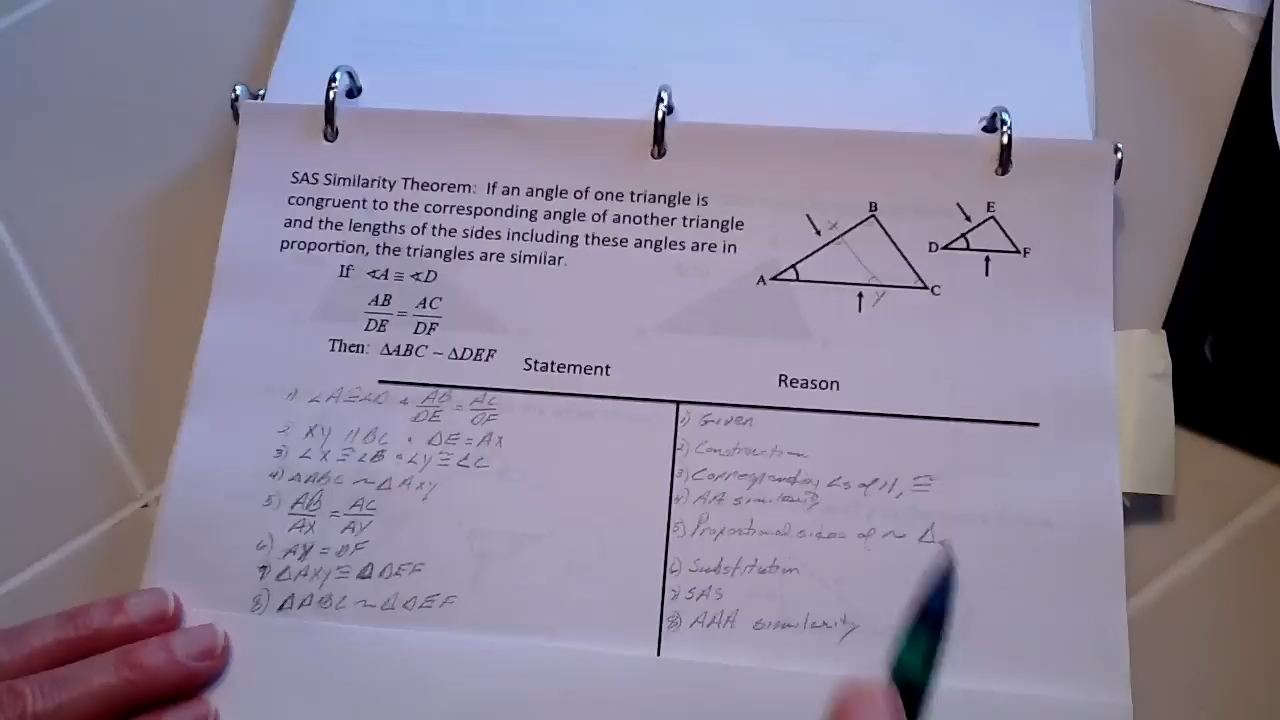 SAS Similarity Theorem: If an angle of one triangle is
congruent to the corresponding angle of another triangle
and the lengths of the sides including these angles are in
proportion, the triangles are similar.
If ∢A ≅ ∢D
AB/DE = AC/DF
Then: ΔABC ~ ΔDEF
B
X
A
Y
C
E
D
F
Statement
Reason
1) ∠A≅∠D + AB/DE = AC/DF
1) Given
2 XY // BC • DE = AX
2) Construction
3) ∠X ≅ ∠B • ∠Y ≅ ∠C
3) Corresponding ∠s of //, ≅
4) ΔABC ~ ΔAXY
4) AA similarity
5) AB/AX = AC/AY
5) Proportional sides of ~ Δs
6) AY = DF
6) Substitution
7) ΔAXY ≅ ΔDEF
7) SAS
8) ΔABC ~ ΔDEF
8) AAA similarity